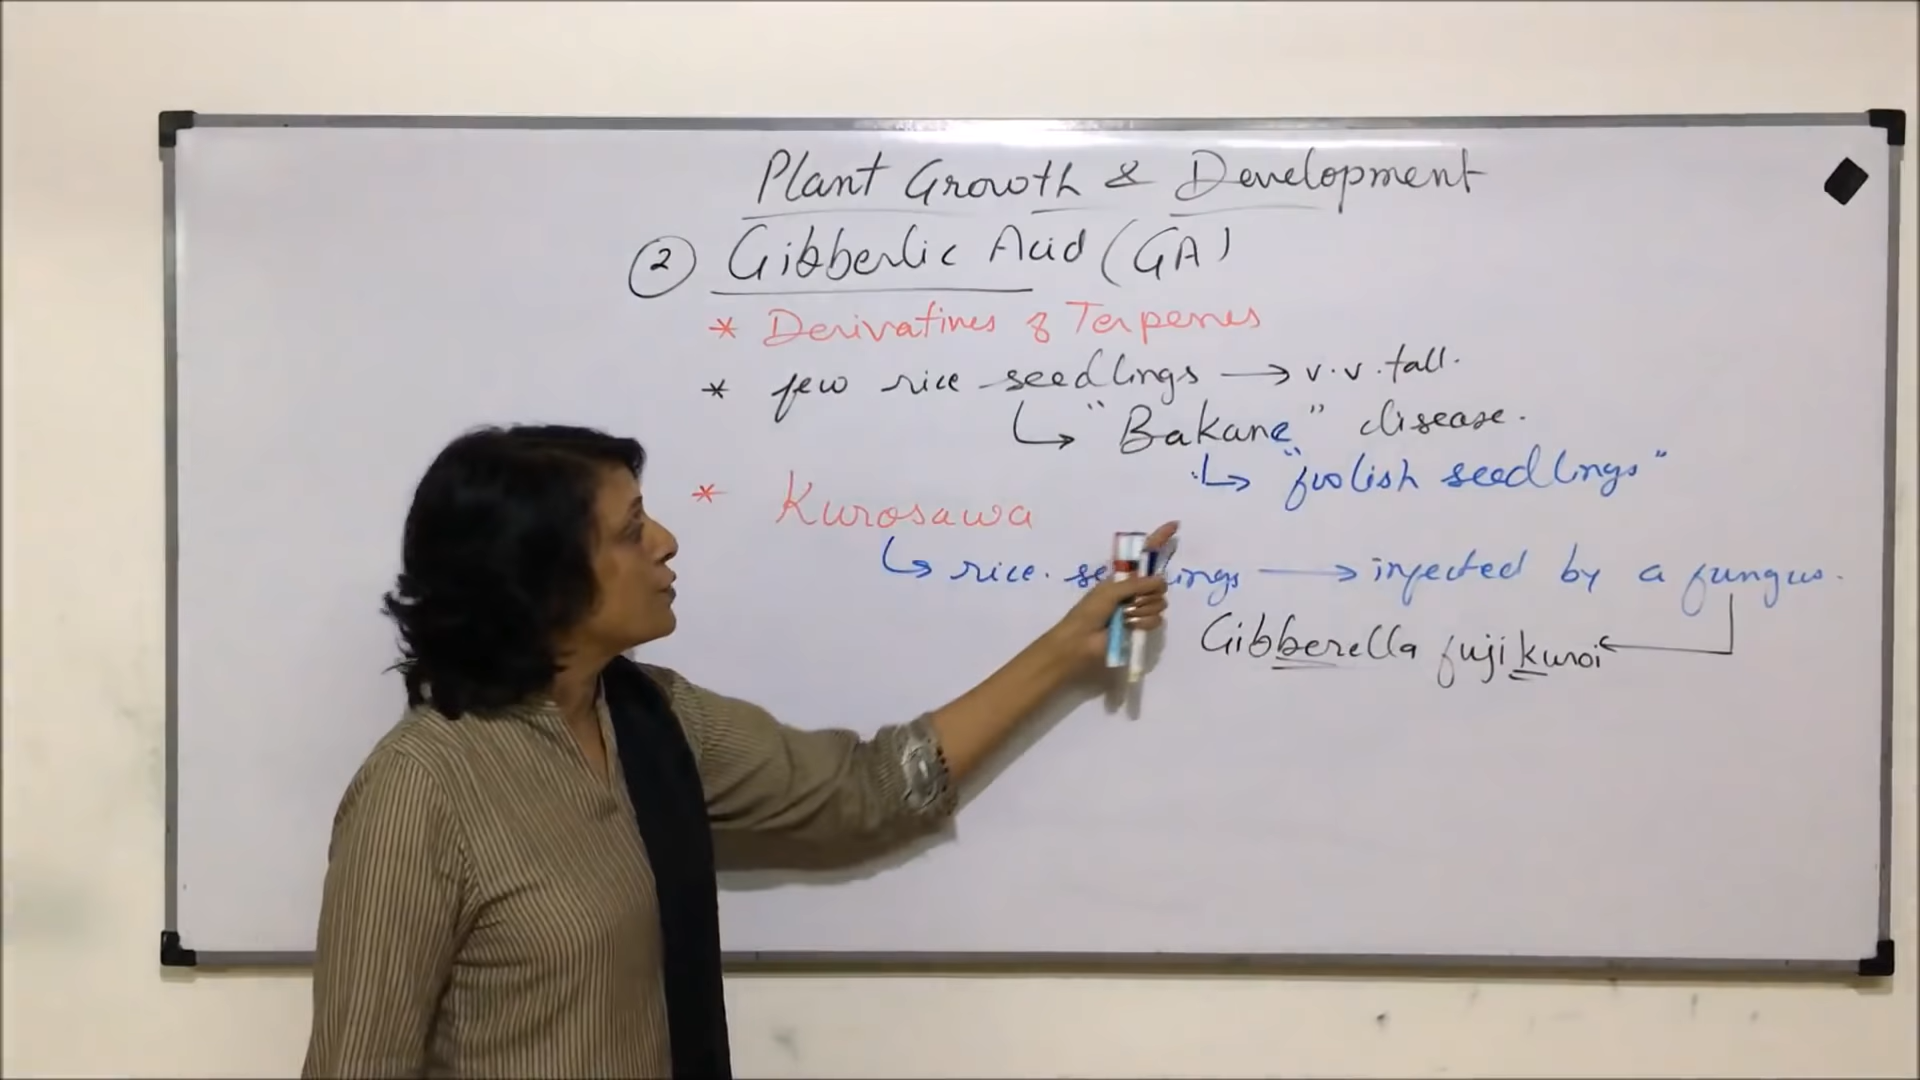 Plant Growth & Development
② Gibberlic Acid (GA)
* Derivatives of Terpenes
* few rice seedlings → v.v.tall.
↳ "Bakane" disease.
↳ "foolish seedlings"
* Kurosawa
↳ rice. seedlings → infected by a fungus.
Gibberella fujikuroi ←